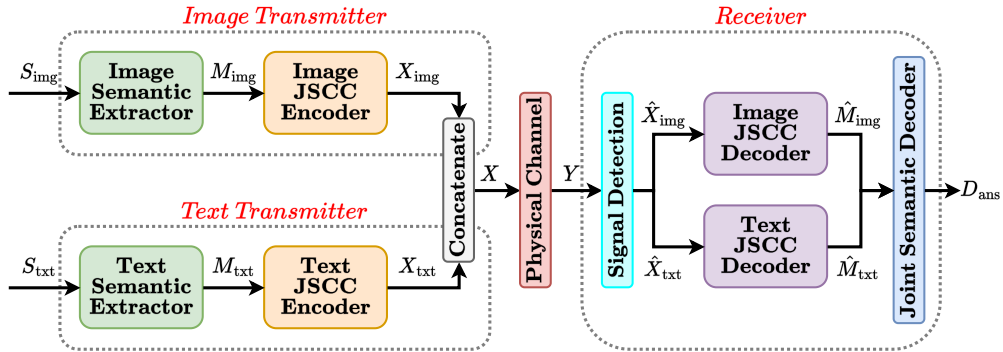 Image Transmitter
S_img
Image
Semantic
Extractor
M_img
Image
JSCC
Encoder
X_img
Text Transmitter
S_txt
Text
Semantic
Extractor
M_txt
Text
JSCC
Encoder
X_txt
Concatenate
X
Physical Channel
Y
Receiver
Signal Detection
X̂_img
Image
JSCC
Decoder
M̂_img
X̂_txt
Text
JSCC
Decoder
M̂_txt
Joint Semantic Decoder
D_ans